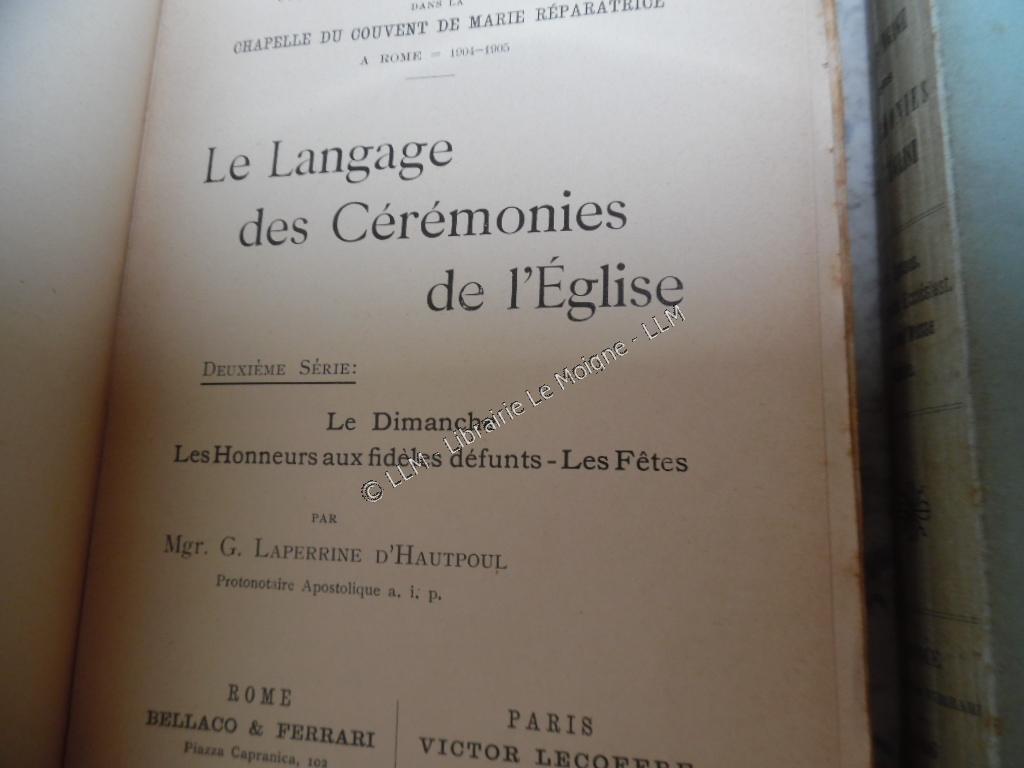 DANS LA
CHAPELLE DU COUVENT DE MARIE RÉPARATRICE
A ROME = 1904-1905
Le Langage
des Cérémonies
de l'Église
DEUXIÈME SÉRIE:
Le Dimanche
Les Honneurs aux fidèles défunts - Les Fêtes
PAR
Mgr. G. LAPERRINE D'HAUTPOUL
Protonotaire Apostolique a. i. p.
ROME
BELLACO & FERRARI
Piazza Capranica, 102
PARIS
VICTOR LECOFFRE
© LLM - Librairie Le Moigne - LLM